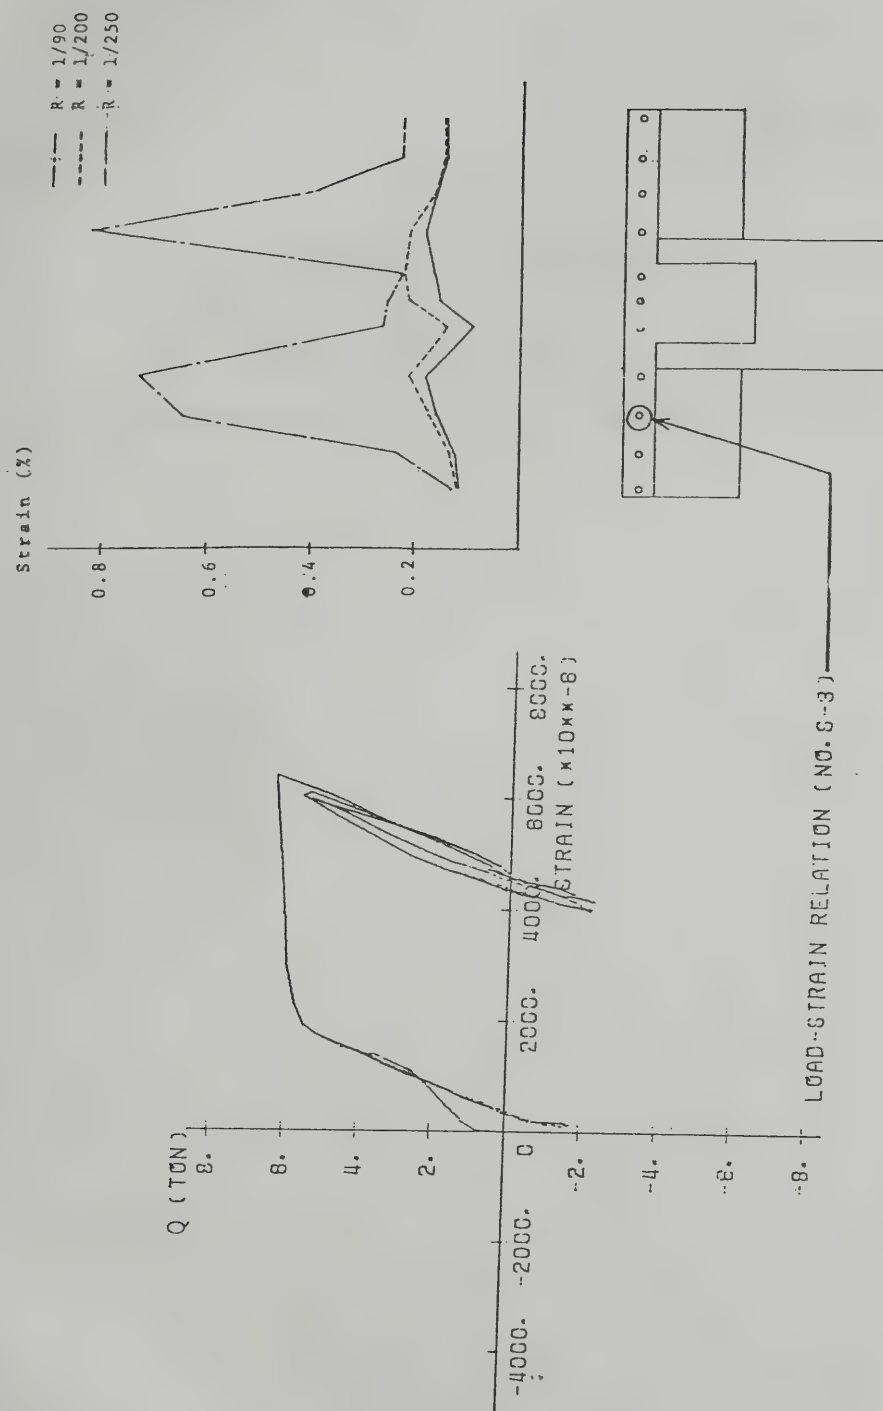 —·— R = 1/90
---- R = 1/200
—— R = 1/250
Strain (%)
0.8
0.6
0.4
0.2
Q (TON)
8.
6.
4.
2.
0
-2.
-4.
-6.
-8.
-4000.
-2000.
2000.
4000.
6000.
8000.
STRAIN (*10**-6)
LOAD-STRAIN RELATION (NO.S-3)